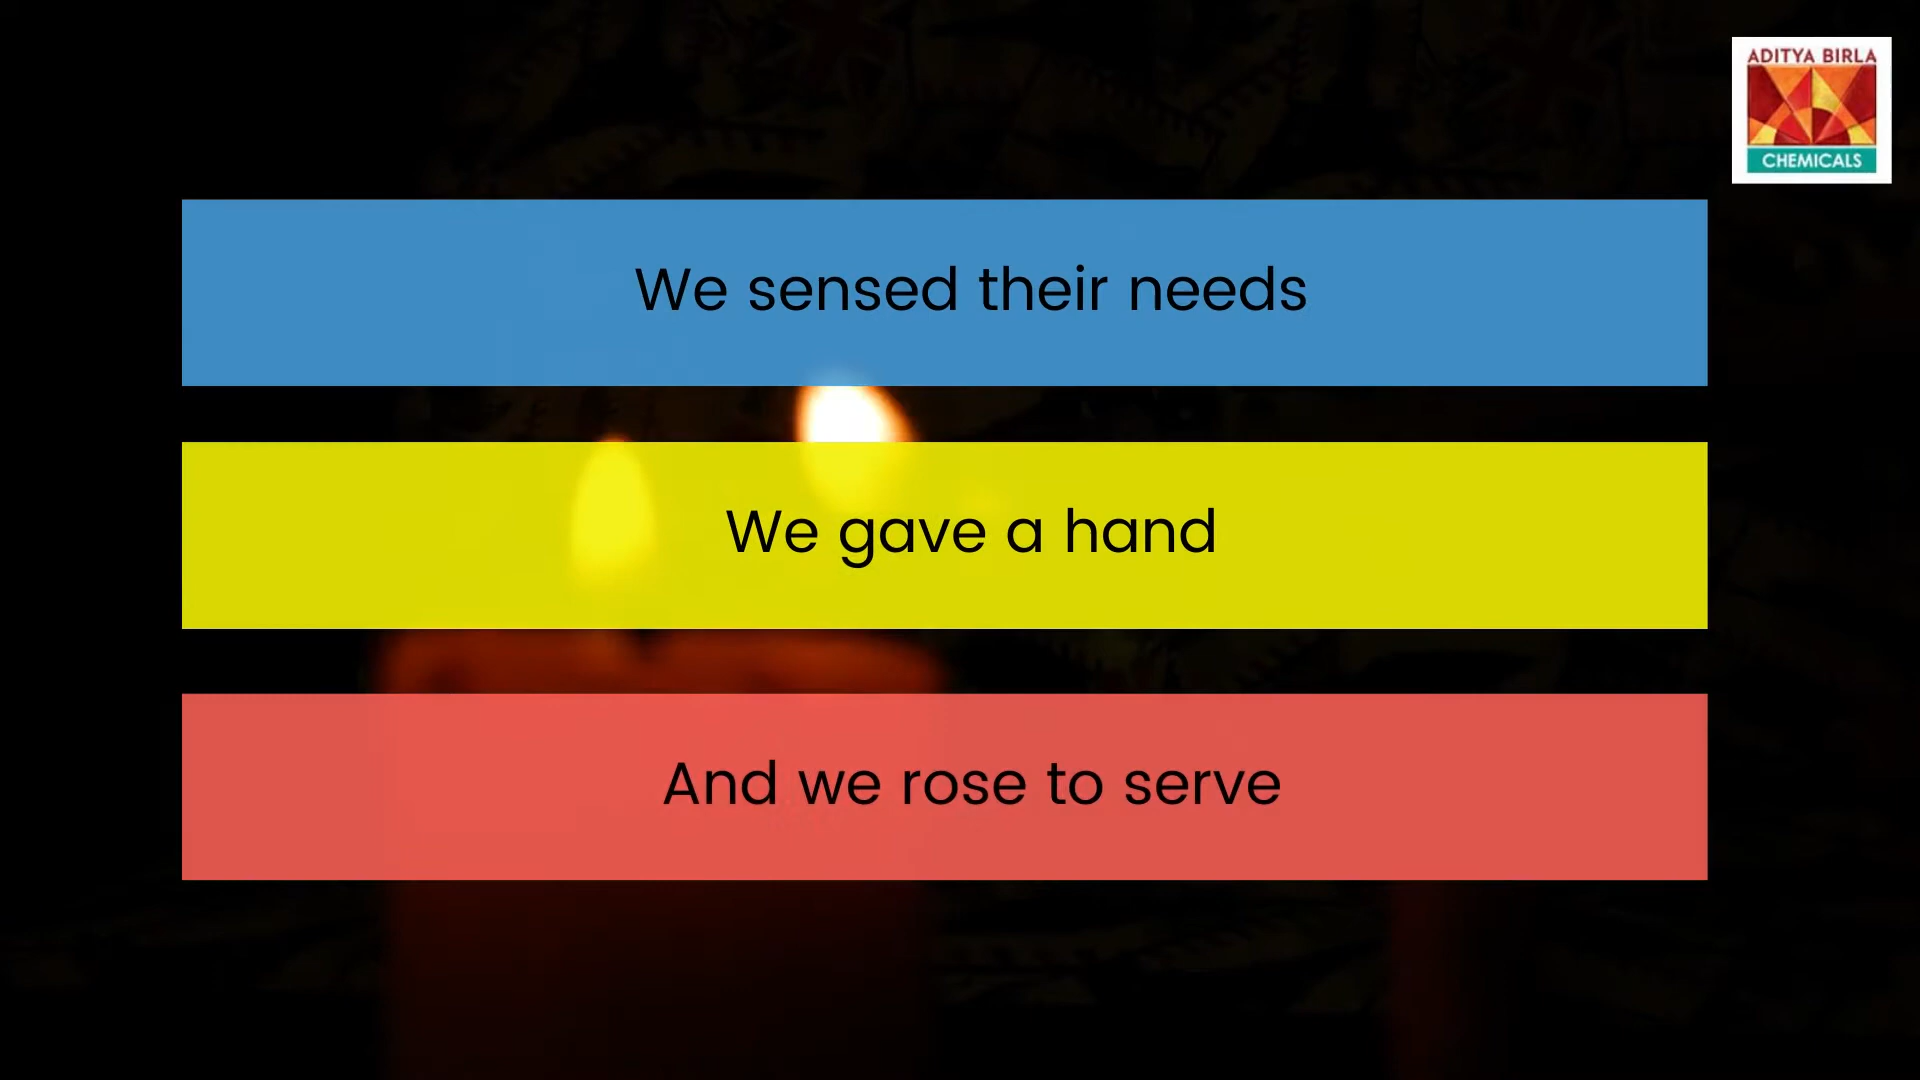 ADITYA BIRLA
CHEMICALS
We sensed their needs
We gave a hand
And we rose to serve